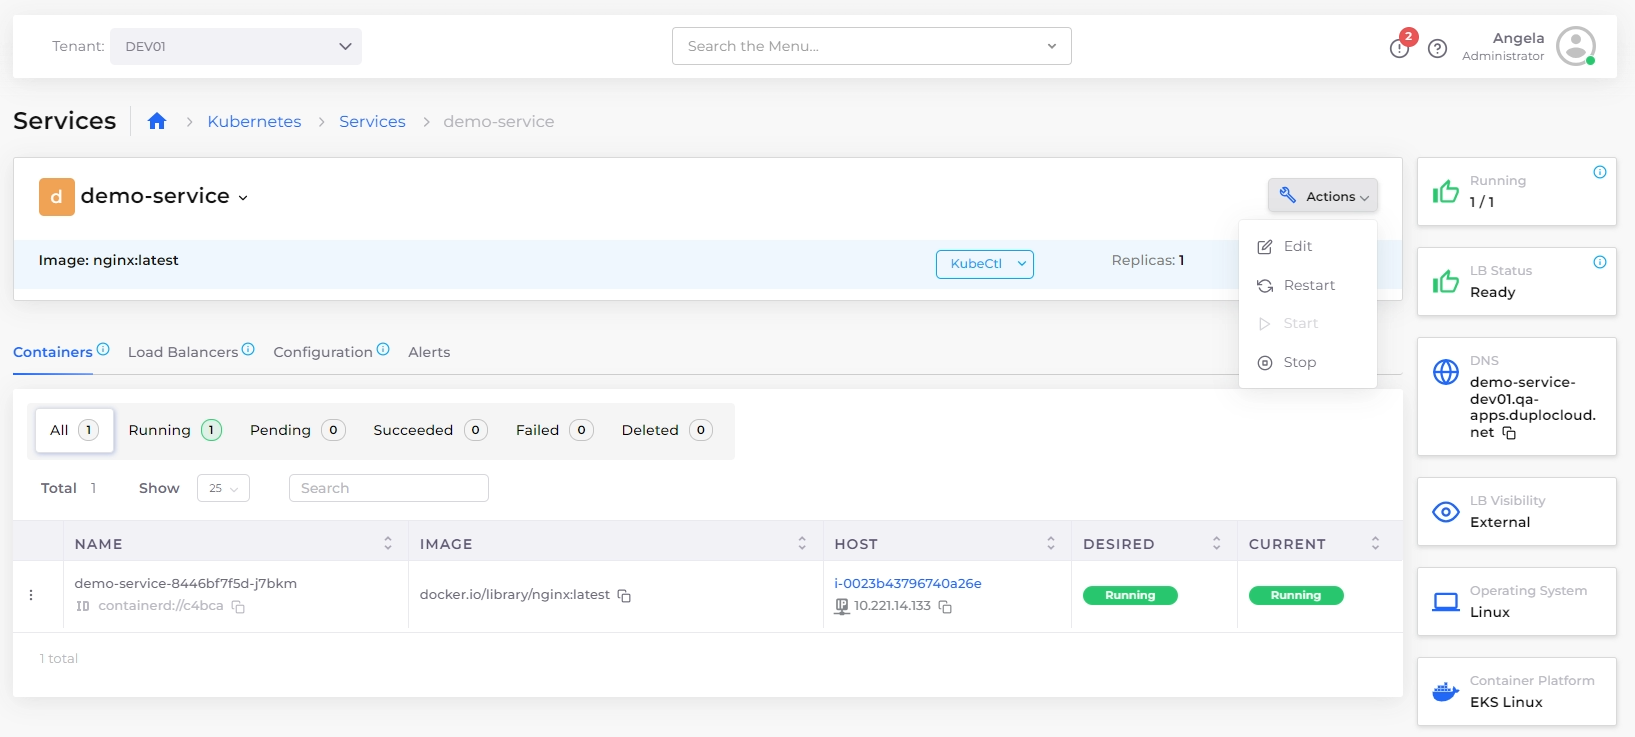 Tenant: DEV01
Search the Menu...
2
Angela
Administrator
Services
Kubernetes > Services > demo-service
d demo-service
Actions
Edit
Restart
Start
Stop
Image: nginx:latest
KubeCtl
Replicas: 1
Containers
Load Balancers
Configuration
Alerts
All 1
Running 1
Pending 0
Succeeded 0
Failed 0
Deleted 0
Total 1
Show 25
Search
NAME IMAGE HOST DESIRED CURRENT
demo-service-8446bf7f5d-j7bkm
ID containerd://c4bca
docker.io/library/nginx:latest
i-0023b43796740a26e
IP 10.221.14.133
Running
Running
1 total
Running
1 / 1
LB Status
Ready
DNS
demo-service-
dev01.qa-
apps.duplocloud.
net
LB Visibility
External
Operating System
Linux
Container Platform
EKS Linux